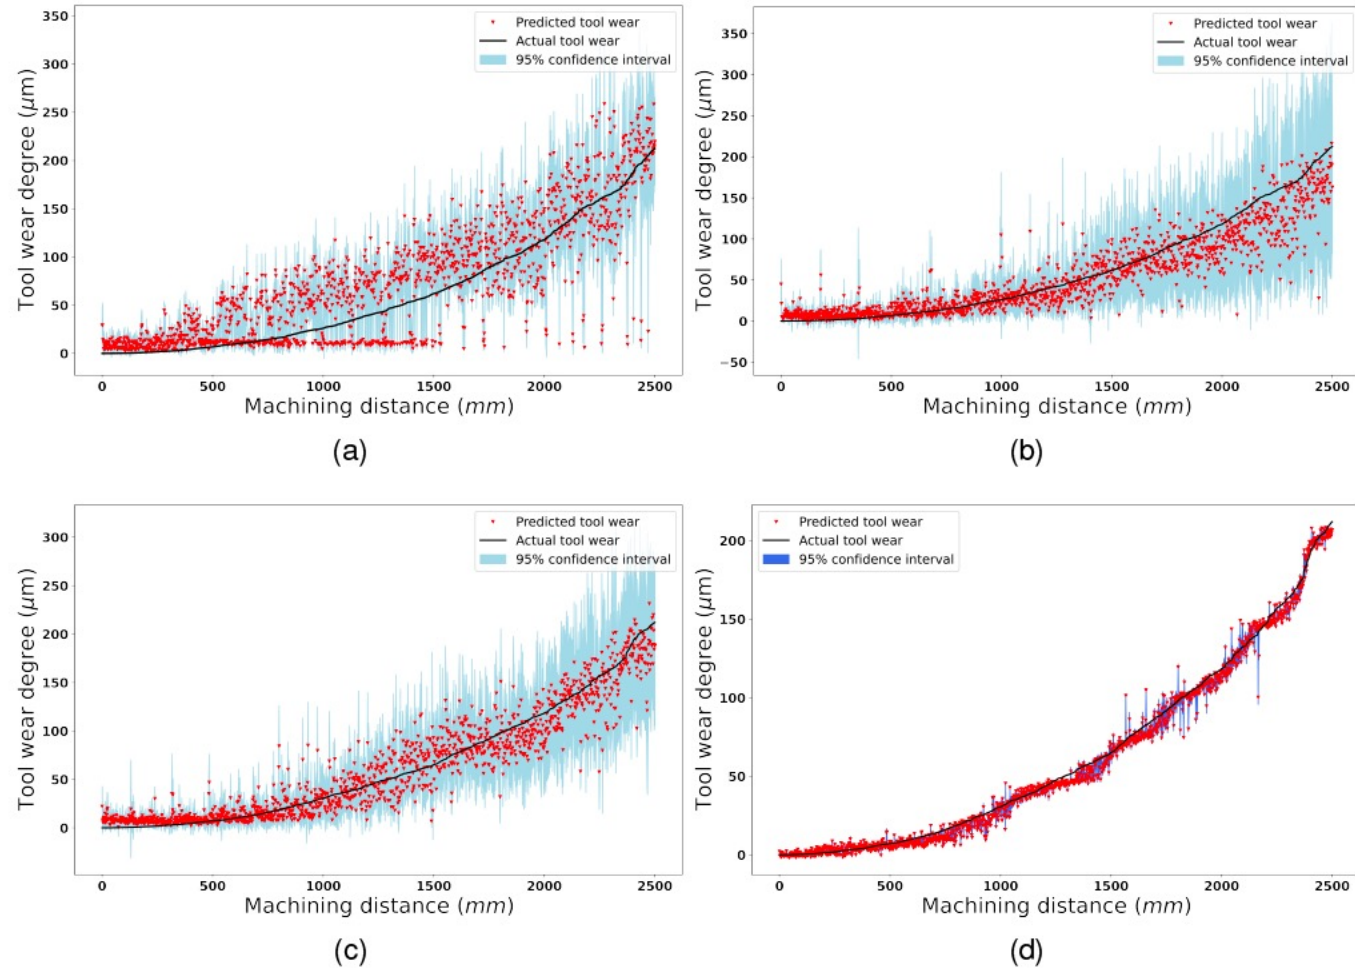 350
300
250
200
150
100
50
0
Tool wear degree (μm)
Predicted tool wear
Actual tool wear
95% confidence interval
0
500
1000
1500
2000
2500
Machining distance (mm)
(a)
350
300
250
200
150
100
50
0
−50
Tool wear degree (μm)
Predicted tool wear
Actual tool wear
95% confidence interval
0
500
1000
1500
2000
2500
Machining distance (mm)
(b)
300
250
200
150
100
50
0
Tool wear degree (μm)
Predicted tool wear
Actual tool wear
95% confidence interval
0
500
1000
1500
2000
2500
Machining distance (mm)
(c)
200
150
100
50
0
Tool wear degree (μm)
Predicted tool wear
Actual tool wear
95% confidence interval
0
500
1000
1500
2000
2500
Machining distance (mm)
(d)